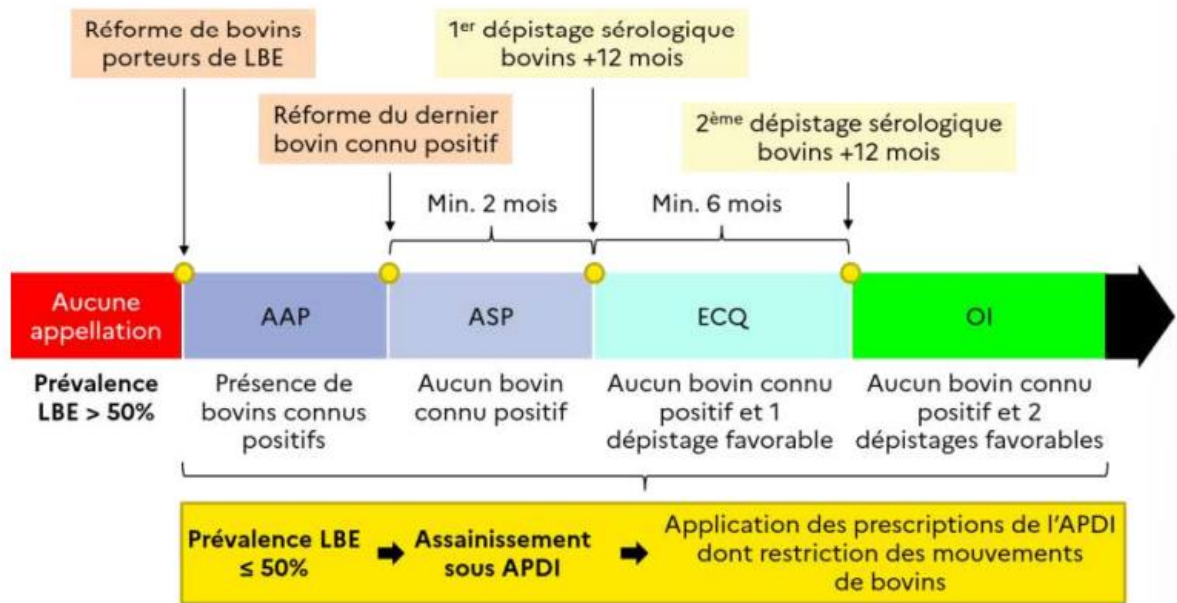 Réforme de bovins
porteurs de LBE
1er dépistage sérologique
bovins +12 mois
Réforme du dernier
bovin connu positif
2ème dépistage sérologique
bovins +12 mois
Min. 2 mois
Min. 6 mois
Aucune
appellation
AAP
ASP
ECQ
OI
Prévalence
LBE > 50%
Présence de
bovins connus
positifs
Aucun bovin
connu positif
Aucun bovin connu
positif et 1
dépistage favorable
Aucun bovin connu
positif et 2
dépistages favorables
Prévalence LBE
≤ 50%
Assainissement
sous APDI
Application des prescriptions de l'APDI
dont restriction des mouvements
de bovins